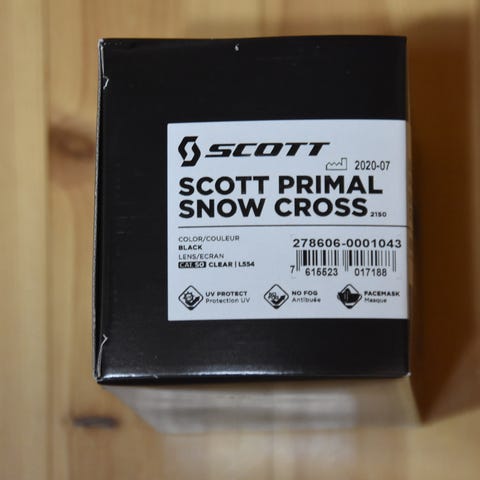 SCOTT
2020-07
SCOTT PRIMAL
SNOW CROSS 2150
COLOR/COULEUR
BLACK
LENS/ECRAN
CAT. S0 CLEAR | L554
278606-0001043
7 615523 017188
UV PROTECT
Protection UV
NO FOG
Antibuée
FACEMASK
Masque